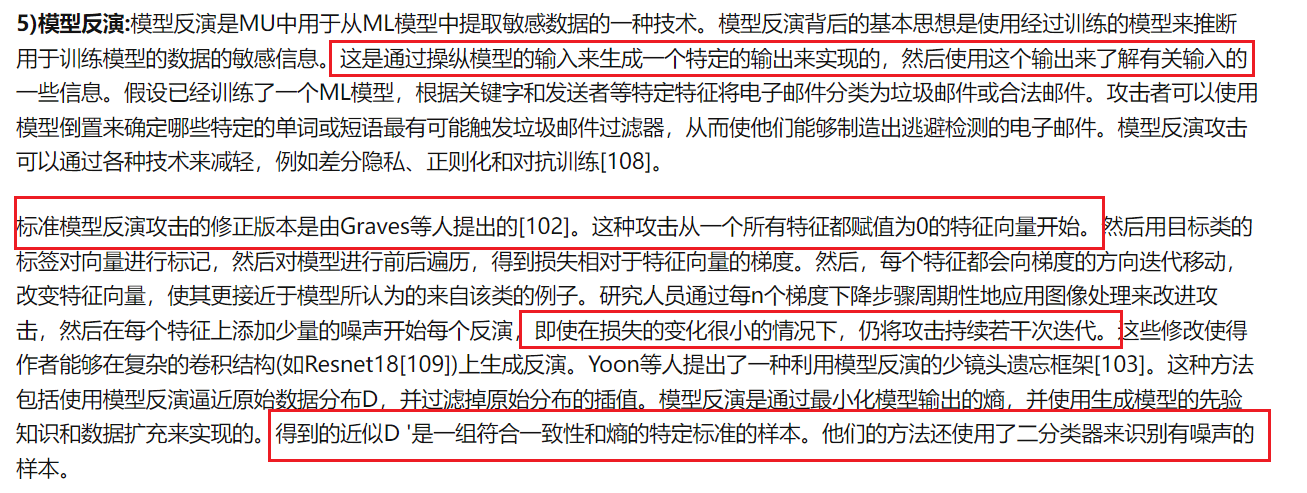 5)模型反演:模型反演是MU中用于从ML模型中提取敏感数据的一种技术。模型反演背后的基本思想是使用经过训练的模型来推断
用于训练模型的数据的敏感信息。这是通过操纵模型的输入来生成一个特定的输出来实现的，然后使用这个输出来了解有关输入的
一些信息。假设已经训练了一个ML模型，根据关键字和发送者等特定特征将电子邮件分类为垃圾邮件或合法邮件。攻击者可以使用
模型倒置来确定哪些特定的单词或短语最有可能触发垃圾邮件过滤器，从而使他们能够制造出逃避检测的电子邮件。模型反演攻击
可以通过各种技术来减轻，例如差分隐私、正则化和对抗训练[108]。
标准模型反演攻击的修正版本是由Graves等人提出的[102]。这种攻击从一个所有特征都赋值为0的特征向量开始。然后用目标类的
标签对向量进行标记，然后对模型进行前后遍历，得到损失相对于特征向量的梯度。然后，每个特征都会向梯度的方向迭代移动，
改变特征向量，使其更接近于模型所认为的来自该类的例子。研究人员通过每n个梯度下降步骤周期性地应用图像处理来改进攻
击，然后在每个特征上添加少量的噪声开始每个反演，即使在损失的变化很小的情况下，仍将攻击持续若干次迭代。这些修改使得
作者能够在复杂的卷积结构(如Resnet18[109])上生成反演。Yoon等人提出了一种利用模型反演的少镜头遗忘框架[103]。这种方法
包括使用模型反演逼近原始数据分布D，并过滤掉原始分布的插值。模型反演是通过最小化模型输出的熵，并使用生成模型的先验
知识和数据扩充来实现的。得到的近似D '是一组符合一致性和熵的特定标准的样本。他们的方法还使用了二分类器来识别有噪声的
样本。